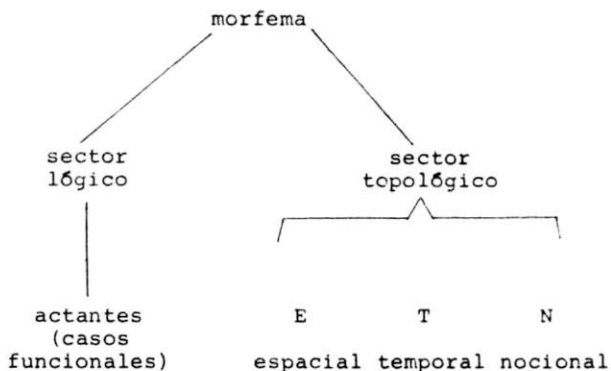 morfema
sector
lógico
sector
topológico
actantes
(casos
funcionales)
E T N
espacial temporal nocional